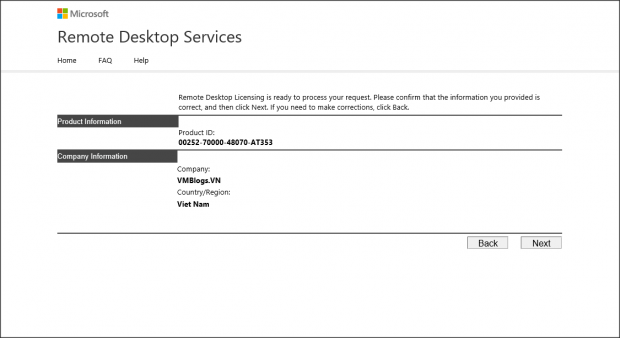 Microsoft
Remote Desktop Services
Home FAQ Help
Remote Desktop Licensing is ready to process your request. Please confirm that the information you provided is
correct, and then click Next. If you need to make corrections, click Back.
Product Information
Product ID:
00252-70000-48070-AT353
Company Information
Company:
VMBlogs.VN
Country/Region:
Viet Nam
Back Next